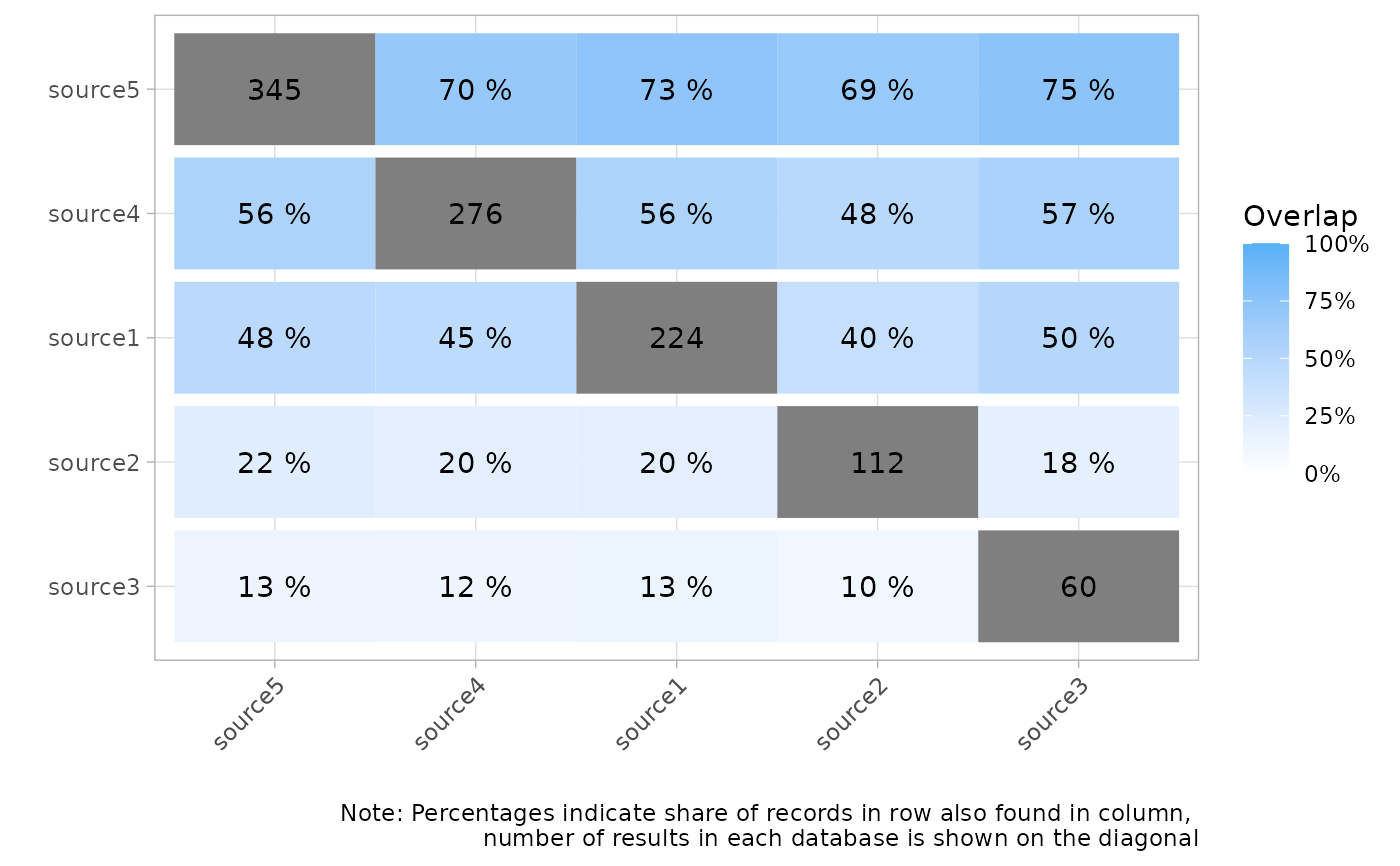 source5 345 70 % 73 % 69 % 75 %
source4 56 % 276 56 % 48 % 57 %
source1 48 % 45 % 224 40 % 50 %
source2 22 % 20 % 20 % 112 18 %
source3 13 % 12 % 13 % 10 % 60
source5 source4 source1 source2 source3
Overlap
100%
75%
50%
25%
0%
Note: Percentages indicate share of records in row also found in column,
number of results in each database is shown on the diagonal